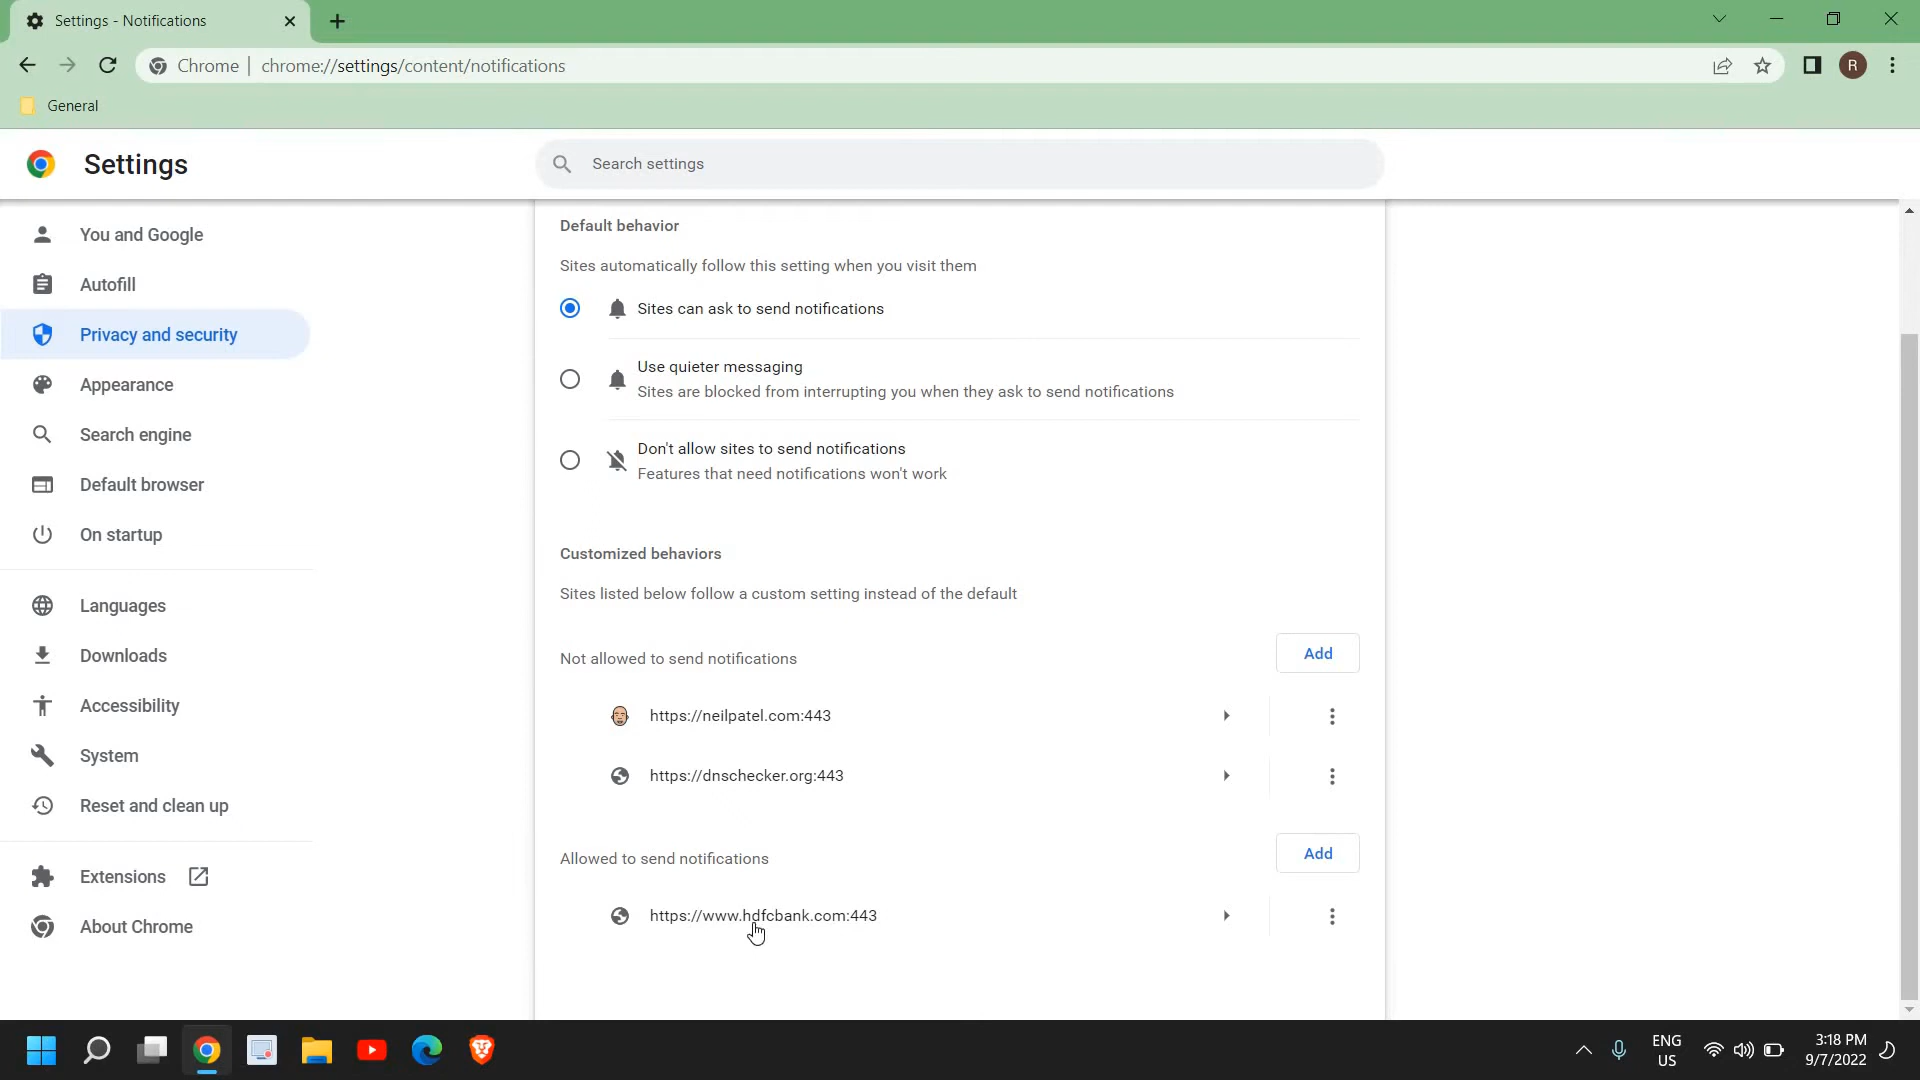 Settings - Notifications
Chrome | chrome://settings/content/notifications
R
General
Settings
Search settings
You and Google
Autofill
Privacy and security
Appearance
Search engine
Default browser
On startup
Languages
Downloads
Accessibility
System
Reset and clean up
Extensions
About Chrome
Default behavior
Sites automatically follow this setting when you visit them
Sites can ask to send notifications
Use quieter messaging
Sites are blocked from interrupting you when they ask to send notifications
Don't allow sites to send notifications
Features that need notifications won't work
Customized behaviors
Sites listed below follow a custom setting instead of the default
Not allowed to send notifications
Add
https://neilpatel.com:443
https://dnschecker.org:443
Allowed to send notifications
Add
https://www.hdfcbank.com:443
ENG
US
3:18 PM
9/7/2022